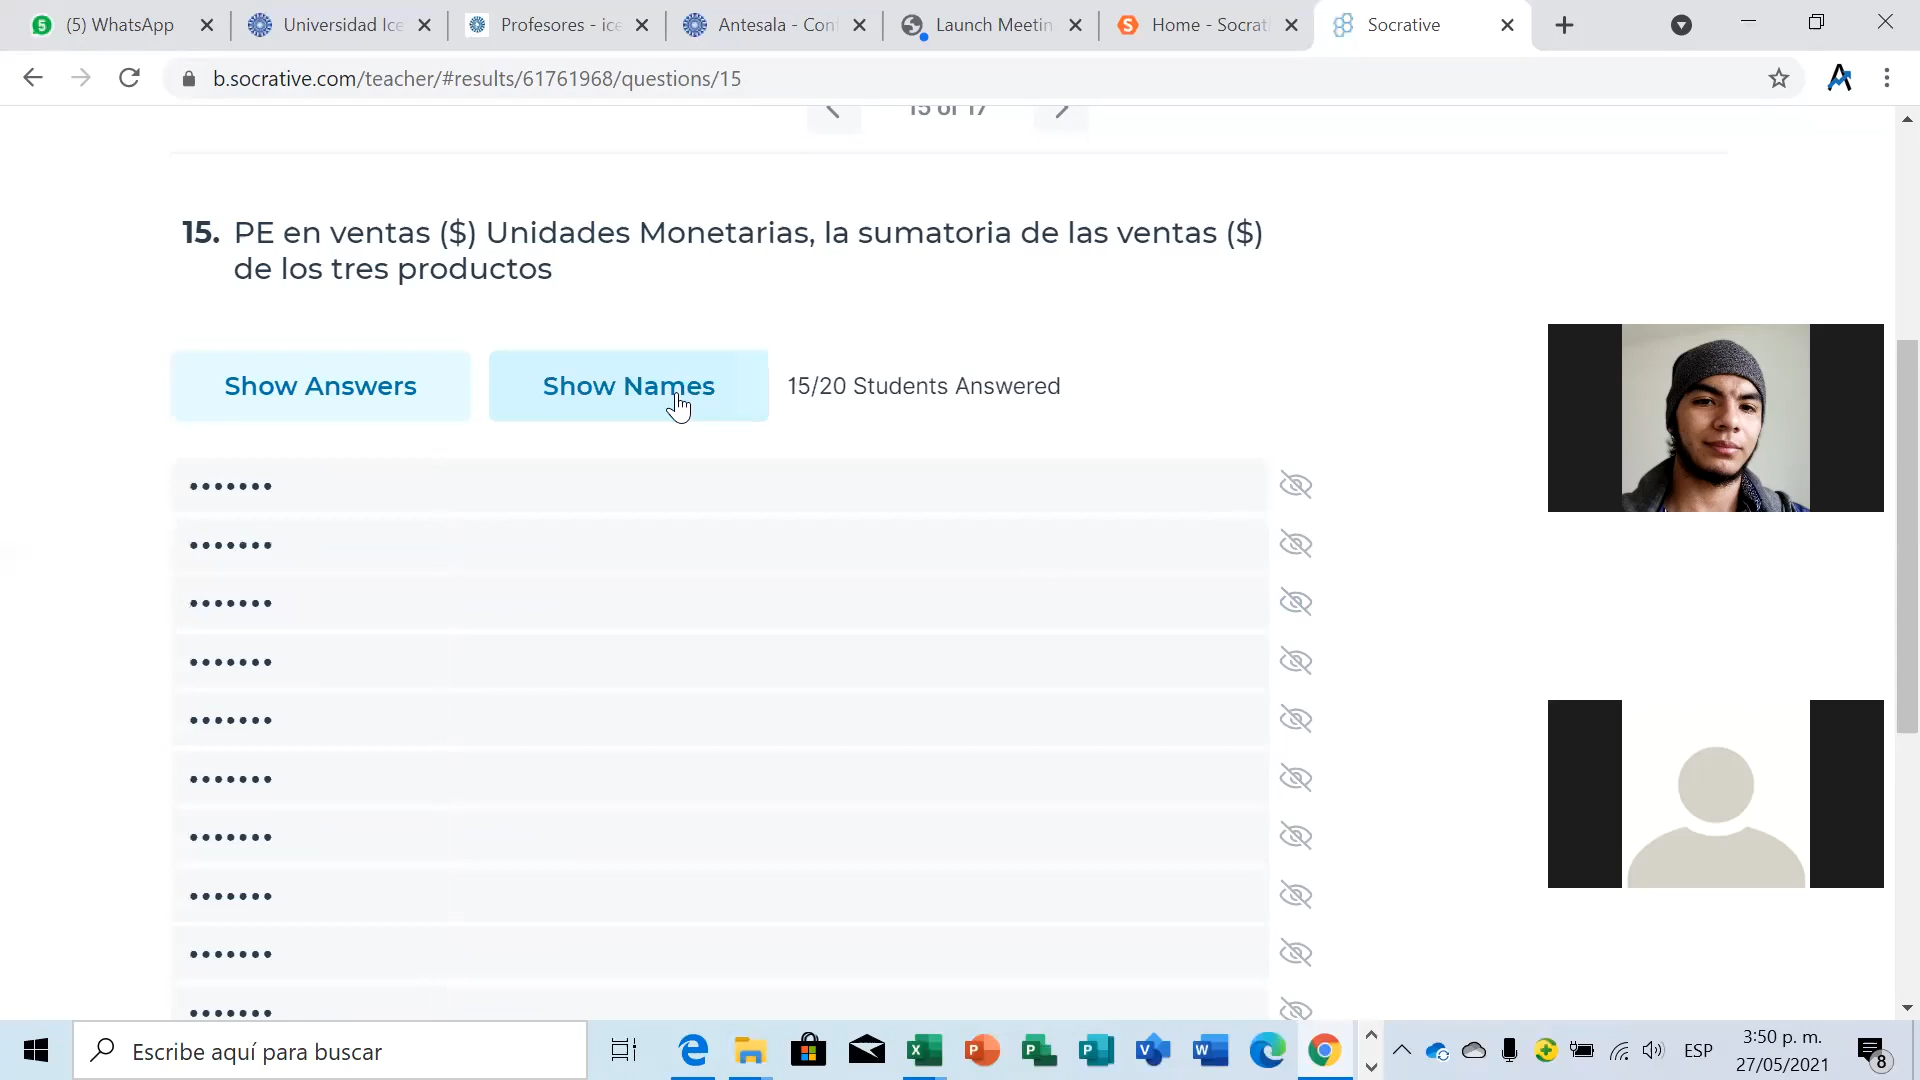 (5) WhatsApp
Universidad Ice
Profesores - ice
Antesala - Conf
Launch Meetin
Home - Socrati
Socrative
b.socrative.com/teacher/#results/61761968/questions/15
15 of 17
15. PE en ventas ($) Unidades Monetarias, la sumatoria de las ventas ($)
de los tres productos
Show Answers
Show Names
15/20 Students Answered
•••••••
•••••••
•••••••
•••••••
•••••••
•••••••
•••••••
•••••••
•••••••
•••••••
Escribe aquí para buscar
ESP
3:50 p. m.
27/05/2021
8